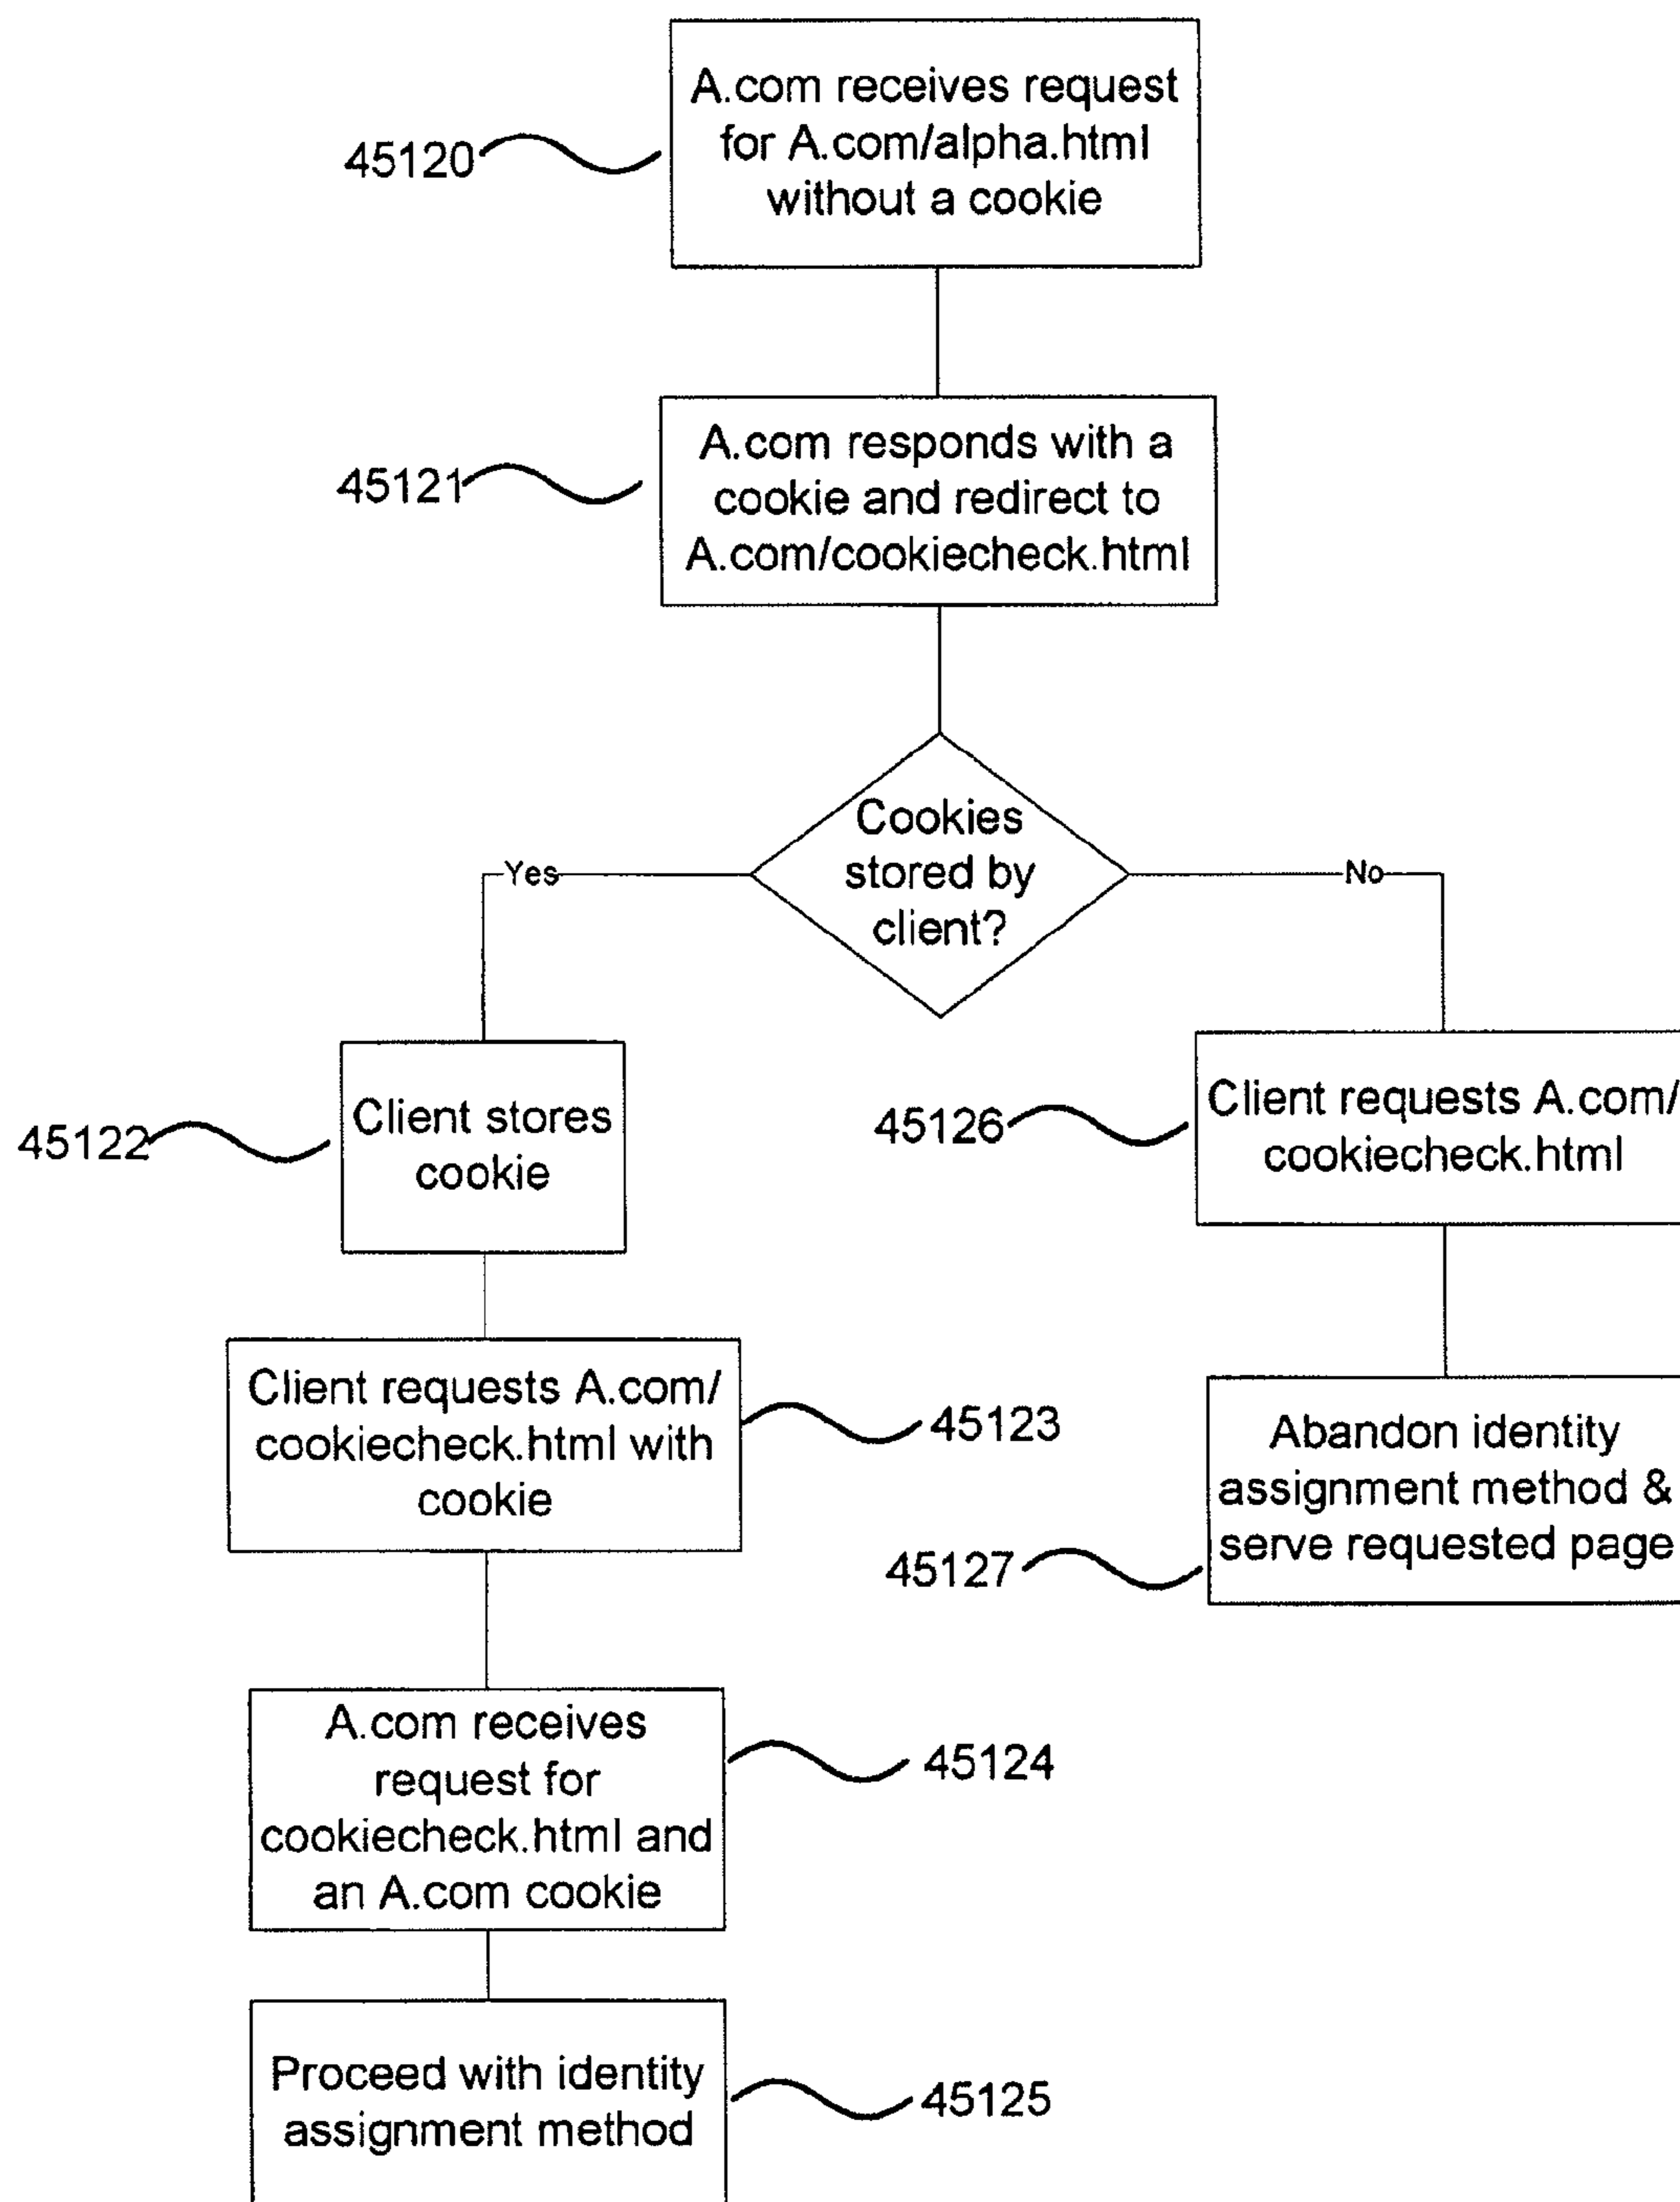 A.com receives request
for A.com/alpha.html
without a cookie
45120
A.com responds with a
cookie and redirect to
A.com/cookiecheck.html
45121
Cookies
stored by
client?
Yes
No
Client stores
cookie
45122
Client requests A.com/
cookiecheck.html
45126
Client requests A.com/
cookiecheck.html with
cookie
45123
Abandon identity
assignment method &
serve requested page
45127
A.com receives
request for
cookiecheck.html and
an A.com cookie
45124
Proceed with identity
assignment method
45125